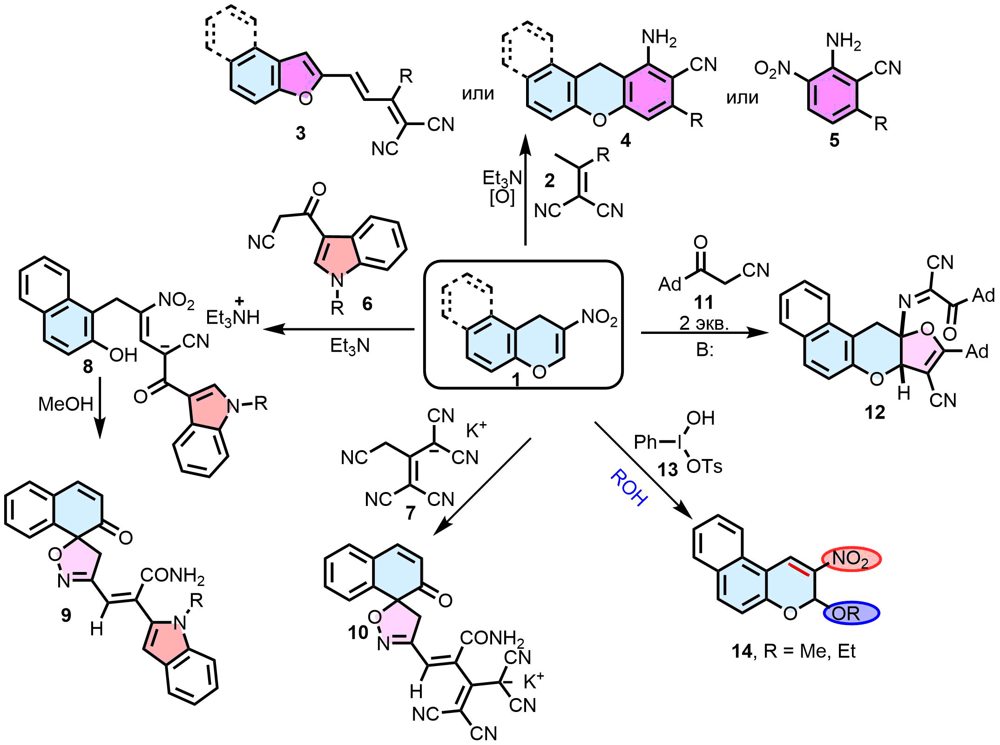 R
O
CN
NC
3
или
NH₂
CN
O
R
4
или
O₂N
NH₂
CN
R
5
Et₃N
[O]
2
R
NC
CN
O
NC
N
R
6
NO₂
OH
CN
−
O
N
R
8
+
Et₃NH
Et₃N
NO₂
O
1
O
Ad
CN
11
2 экв.
B:
CN
N
Ad
O
O
Ad
O
H
CN
12
MeOH
O
O
N
CONH₂
R
N
H
9
CN
K⁺
NC
−
CN
NC
CN
7
OH
Ph
I
OTs
13
ROH
O
O
N
10
CONH₂
CN
−
K⁺
H
NC
CN
CN
NO₂
O
OR
14, R = Me, Et